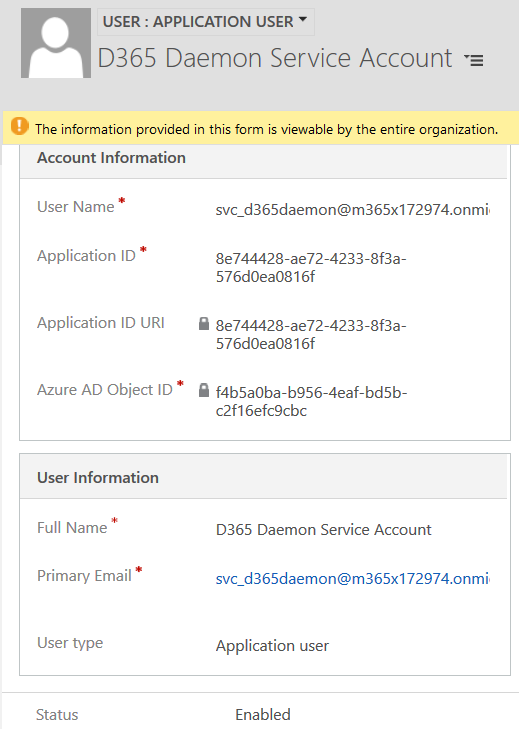 USER : APPLICATION USER
D365 Daemon Service Account
The information provided in this form is viewable by the entire organization.
Account Information
User Name *
svc_d365daemon@m365x172974.onmi
Application ID *
8e744428-ae72-4233-8f3a-
576d0ea0816f
Application ID URI
8e744428-ae72-4233-8f3a-
576d0ea0816f
Azure AD Object ID *
f4b5a0ba-b956-4eaf-bd5b-
c2f16efc9cbc
User Information
Full Name *
D365 Daemon Service Account
Primary Email *
svc_d365daemon@m365x172974.onmi
User type
Application user
Status
Enabled